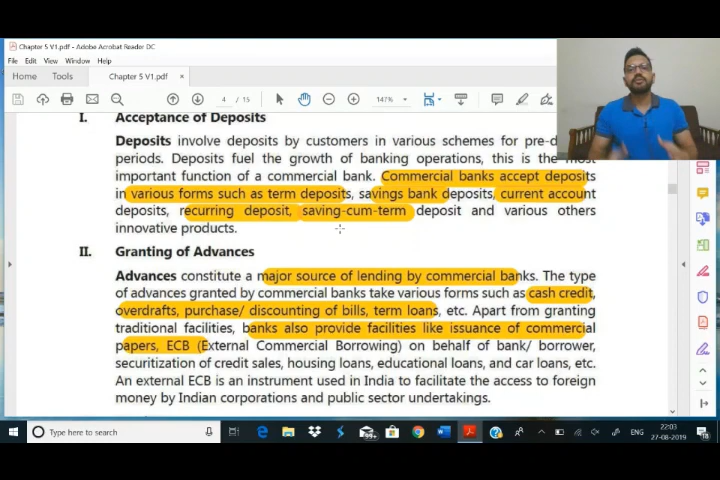 Chapter 5 V1.pdf - Adobe Acrobat Reader DC
File Edit View Window Help
Home Tools Chapter 5 V1.pdf ×
4 / 15 147%
I. Acceptance of Deposits
Deposits involve deposits by customers in various schemes for pre-d
periods. Deposits fuel the growth of banking operations, this is the most
important function of a commercial bank. Commercial banks accept deposits
in various forms such as term deposits, savings bank deposits, current account
deposits, recurring deposit, saving-cum-term deposit and various others
innovative products.
II. Granting of Advances
Advances constitute a major source of lending by commercial banks. The type
of advances granted by commercial banks take various forms such as cash credit,
overdrafts, purchase/ discounting of bills, term loans, etc. Apart from granting
traditional facilities, banks also provide facilities like issuance of commercial
papers, ECB (External Commercial Borrowing) on behalf of bank/ borrower,
securitization of credit sales, housing loans, educational loans, and car loans, etc.
An external ECB is an instrument used in India to facilitate the access to foreign
money by Indian corporations and public sector undertakings.
Type here to search
99+
ENG
22:03
27-08-2019